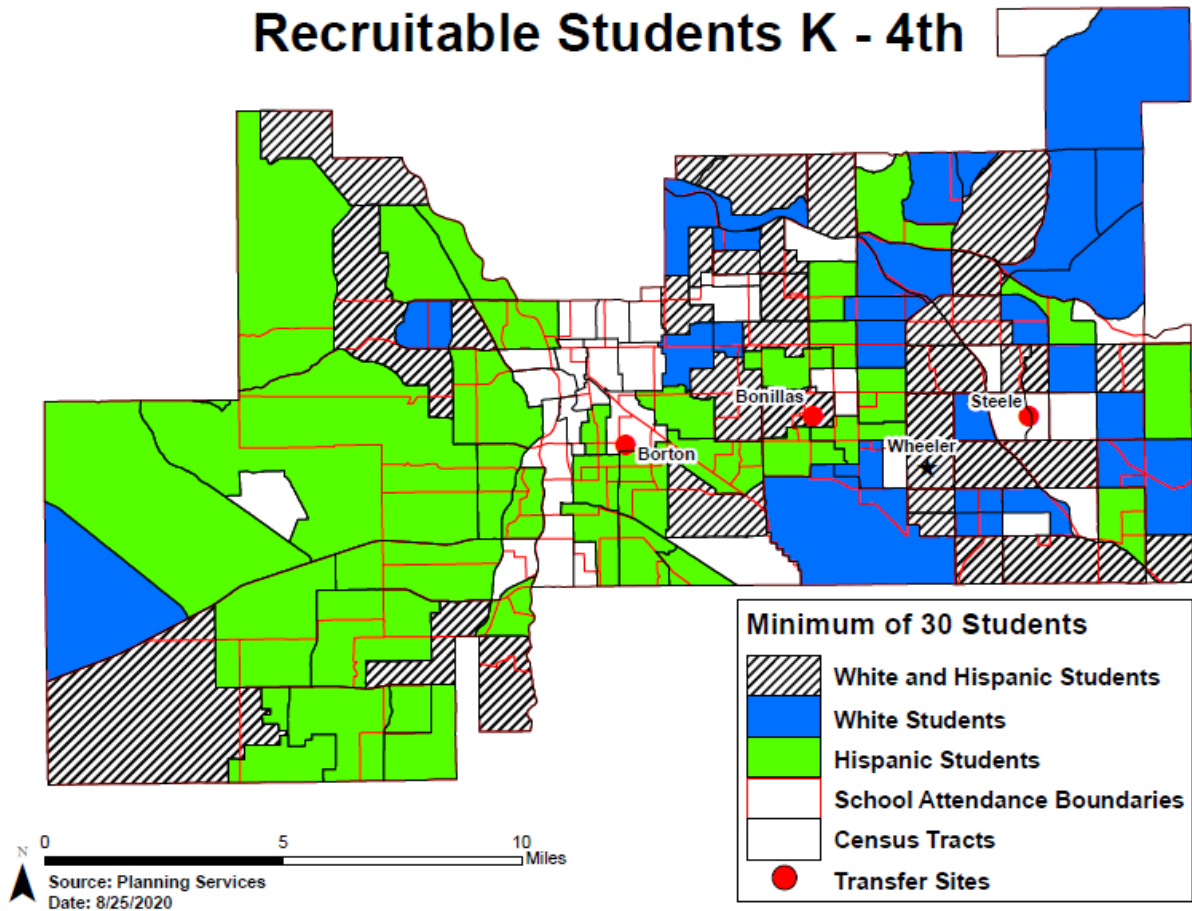 Recruitable Students K - 4th
Bonillas
Steele
Wheeler
Borton
Minimum of 30 Students
White and Hispanic Students
White Students
Hispanic Students
School Attendance Boundaries
Census Tracts
Transfer Sites
N
0 5 10
Miles
Source: Planning Services
Date: 8/25/2020